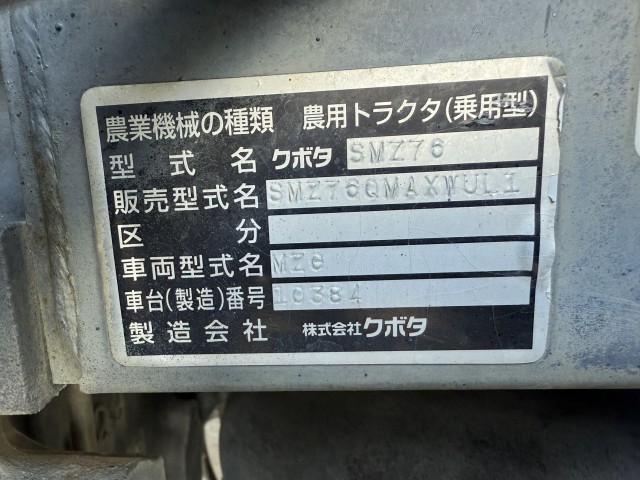 農業機械の種類 農用トラクタ(乗用型)
型式名 クボタ SMZ76
販売型式名 SMZ76QMAXWUL1
区分
車両型式名 MZ6
車台(製造)番号 10384
製造会社 株式会社クボタ